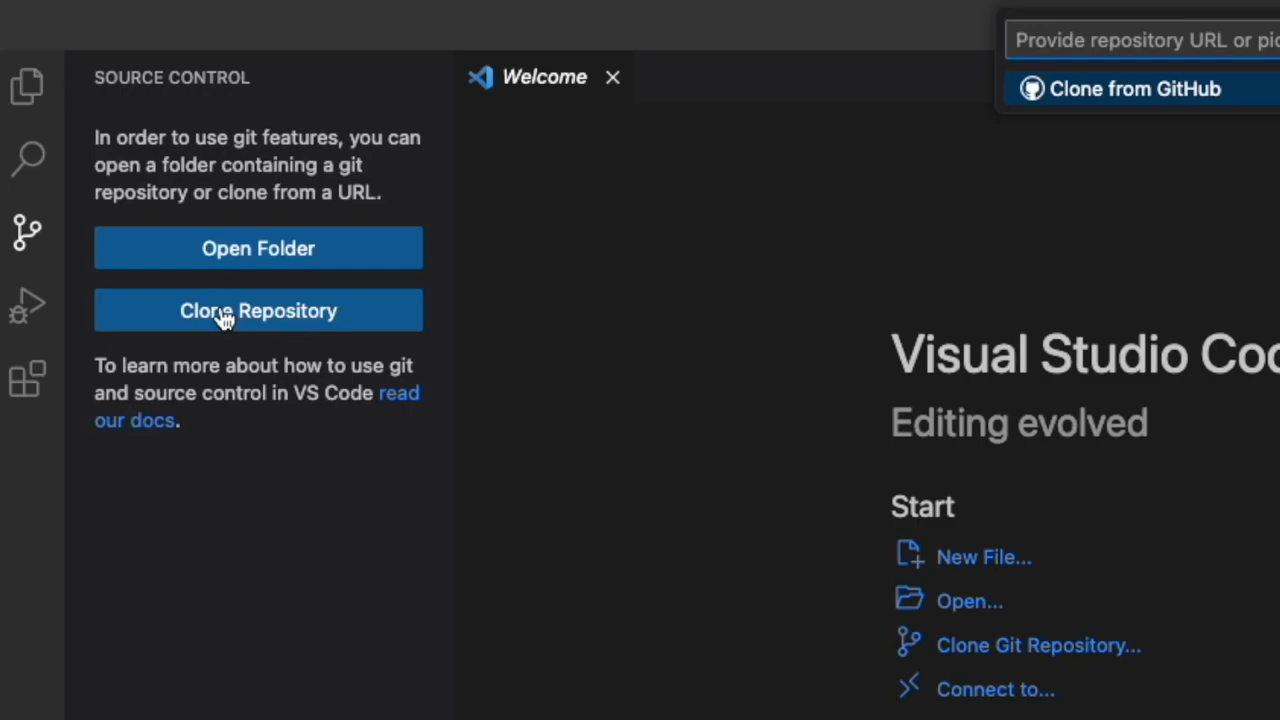 Provide repository URL or
Clone from GitHub
SOURCE CONTROL
Welcome
In order to use git features, you can
open a folder containing a git
repository or clone from a URL.
Open Folder
Clone Repository
To learn more about how to use git
and source control in VS Code read
our docs.
Visual Studio
Editing evolved
Start
New File...
Open...
Clone Git Repository...
Connect to...